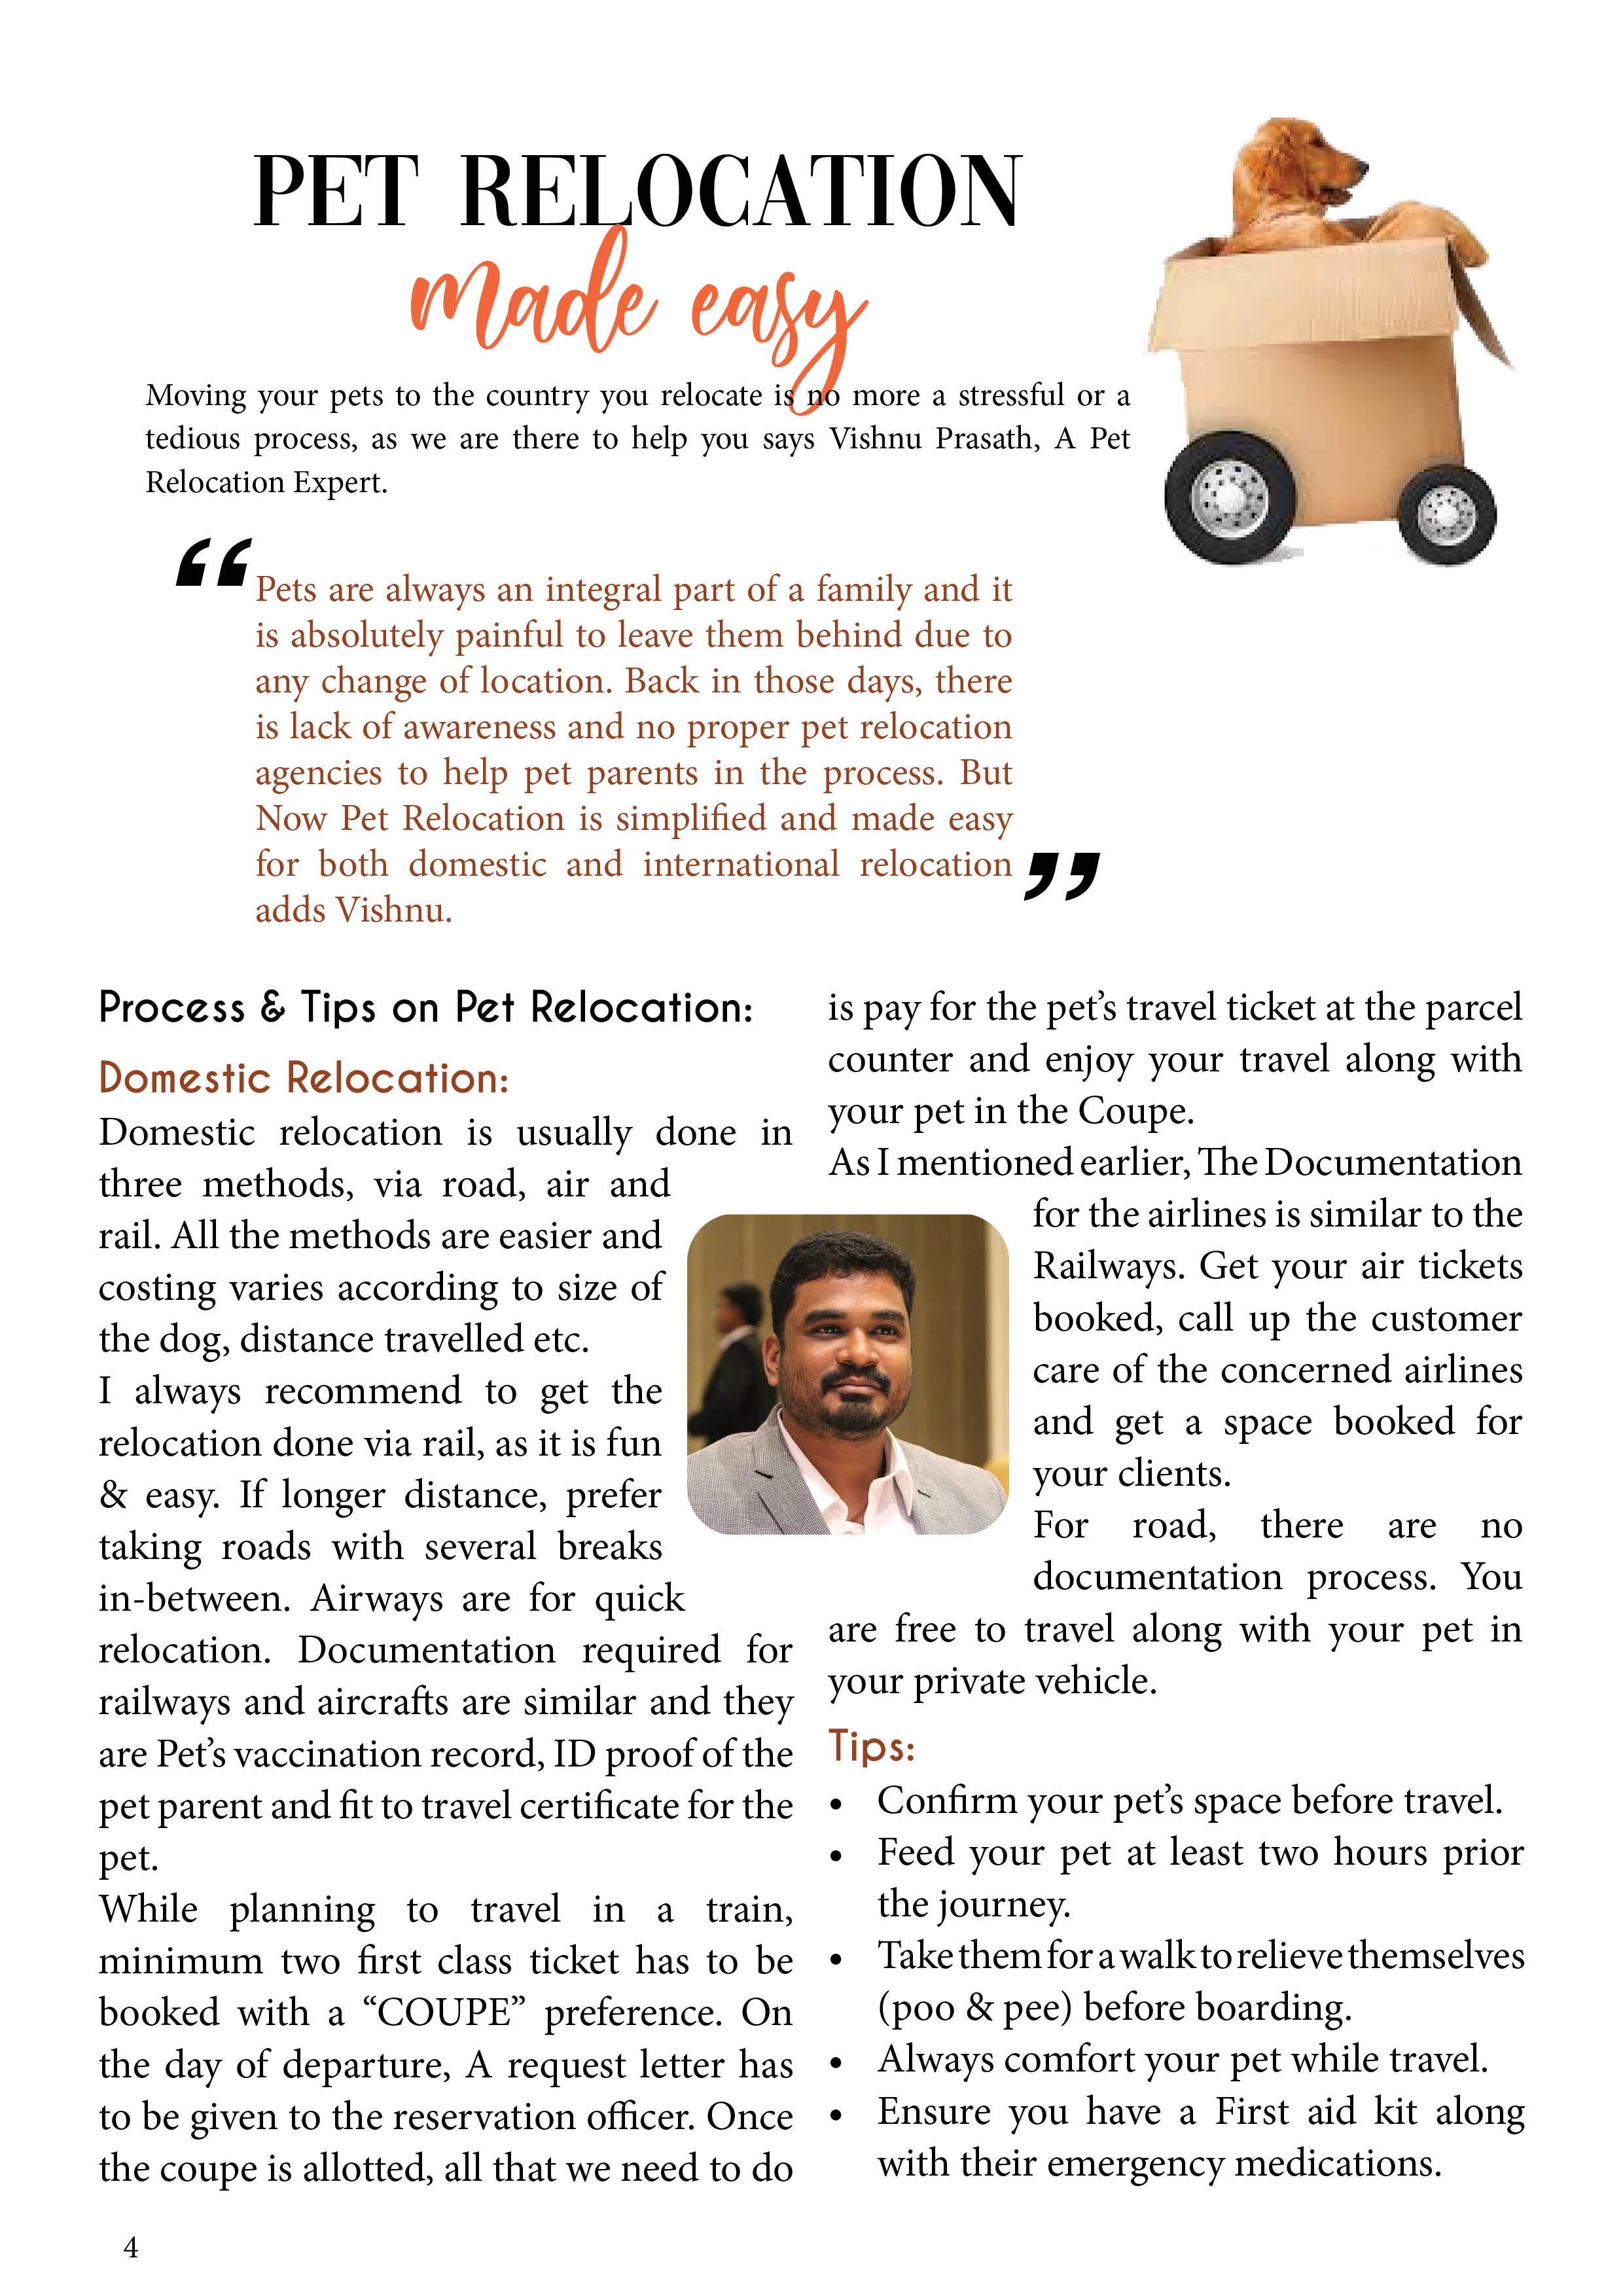 PET RELOCATION
made easy
Moving your pets to the country you relocate is no more a stressful or a
tedious process, as we are there to help you says Vishnu Prasath, A Pet
Relocation Expert.
“
Pets are always an integral part of a family and it
is absolutely painful to leave them behind due to
any change of location. Back in those days, there
is lack of awareness and no proper pet relocation
agencies to help pet parents in the process. But
Now Pet Relocation is simplified and made easy
for both domestic and international relocation
adds Vishnu.
”
Process & Tips on Pet Relocation:
Domestic Relocation:
Domestic relocation is usually done in
three methods, via road, air and
rail. All the methods are easier and
costing varies according to size of
the dog, distance travelled etc.
I always recommend to get the
relocation done via rail, as it is fun
& easy. If longer distance, prefer
taking roads with several breaks
in-between. Airways are for quick
relocation. Documentation required for
railways and aircrafts are similar and they
are Pet’s vaccination record, ID proof of the
pet parent and fit to travel certificate for the
pet.
While planning to travel in a train,
minimum two first class ticket has to be
booked with a “COUPE” preference. On
the day of departure, A request letter has
to be given to the reservation officer. Once
the coupe is allotted, all that we need to do
is pay for the pet’s travel ticket at the parcel
counter and enjoy your travel along with
your pet in the Coupe.
As I mentioned earlier, The Documentation
for the airlines is similar to the
Railways. Get your air tickets
booked, call up the customer
care of the concerned airlines
and get a space booked for
your clients.
For road, there are no
documentation process. You
are free to travel along with your pet in
your private vehicle.
Tips:
• Confirm your pet’s space before travel.
• Feed your pet at least two hours prior
the journey.
• Take them for a walk to relieve themselves
(poo & pee) before boarding.
• Always comfort your pet while travel.
• Ensure you have a First aid kit along
with their emergency medications.
4